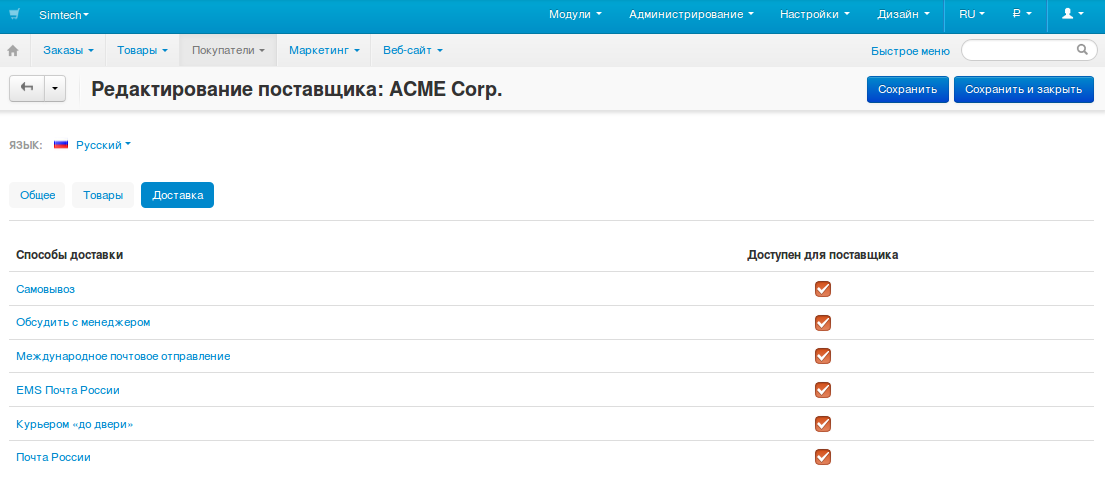 Simtech Модули Администрирование Настройки Дизайн RU ₽
Заказы Товары Покупатели Маркетинг Веб-сайт Быстрое меню
Редактирование поставщика: ACME Corp. Сохранить Сохранить и закрыть
ЯЗЫК: Русский
Общее Товары Доставка
Способы доставки Доступен для поставщика
Самовывоз
Обсудить с менеджером
Международное почтовое отправление
EMS Почта России
Курьером «до двери»
Почта России